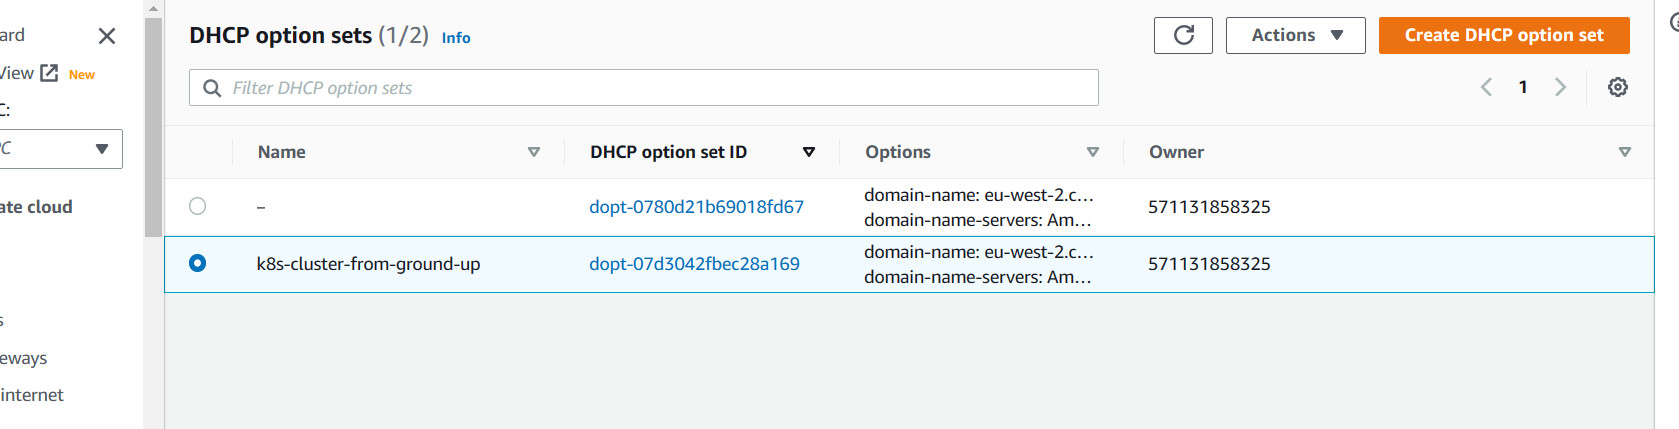 ard
DHCP option sets (1/2) Info
Actions
Create DHCP option set
View New
C:
Filter DHCP option sets
1
PC
Name
DHCP option set ID
Options
Owner
ate cloud
–
dopt-0780d21b69018fd67
domain-name: eu-west-2.c...
domain-name-servers: Am...
571131858325
k8s-cluster-from-ground-up
dopt-07d3042fbec28a169
domain-name: eu-west-2.c...
domain-name-servers: Am...
571131858325
s
eways
internet